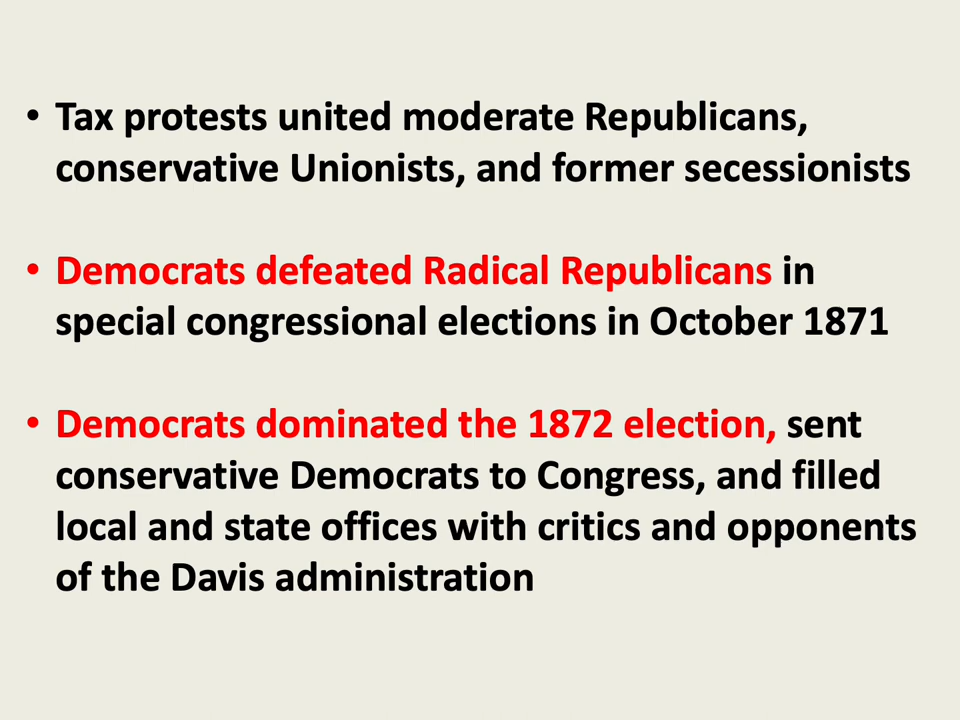 • Tax protests united moderate Republicans,
conservative Unionists, and former secessionists
• Democrats defeated Radical Republicans in
special congressional elections in October 1871
• Democrats dominated the 1872 election, sent
conservative Democrats to Congress, and filled
local and state offices with critics and opponents
of the Davis administration